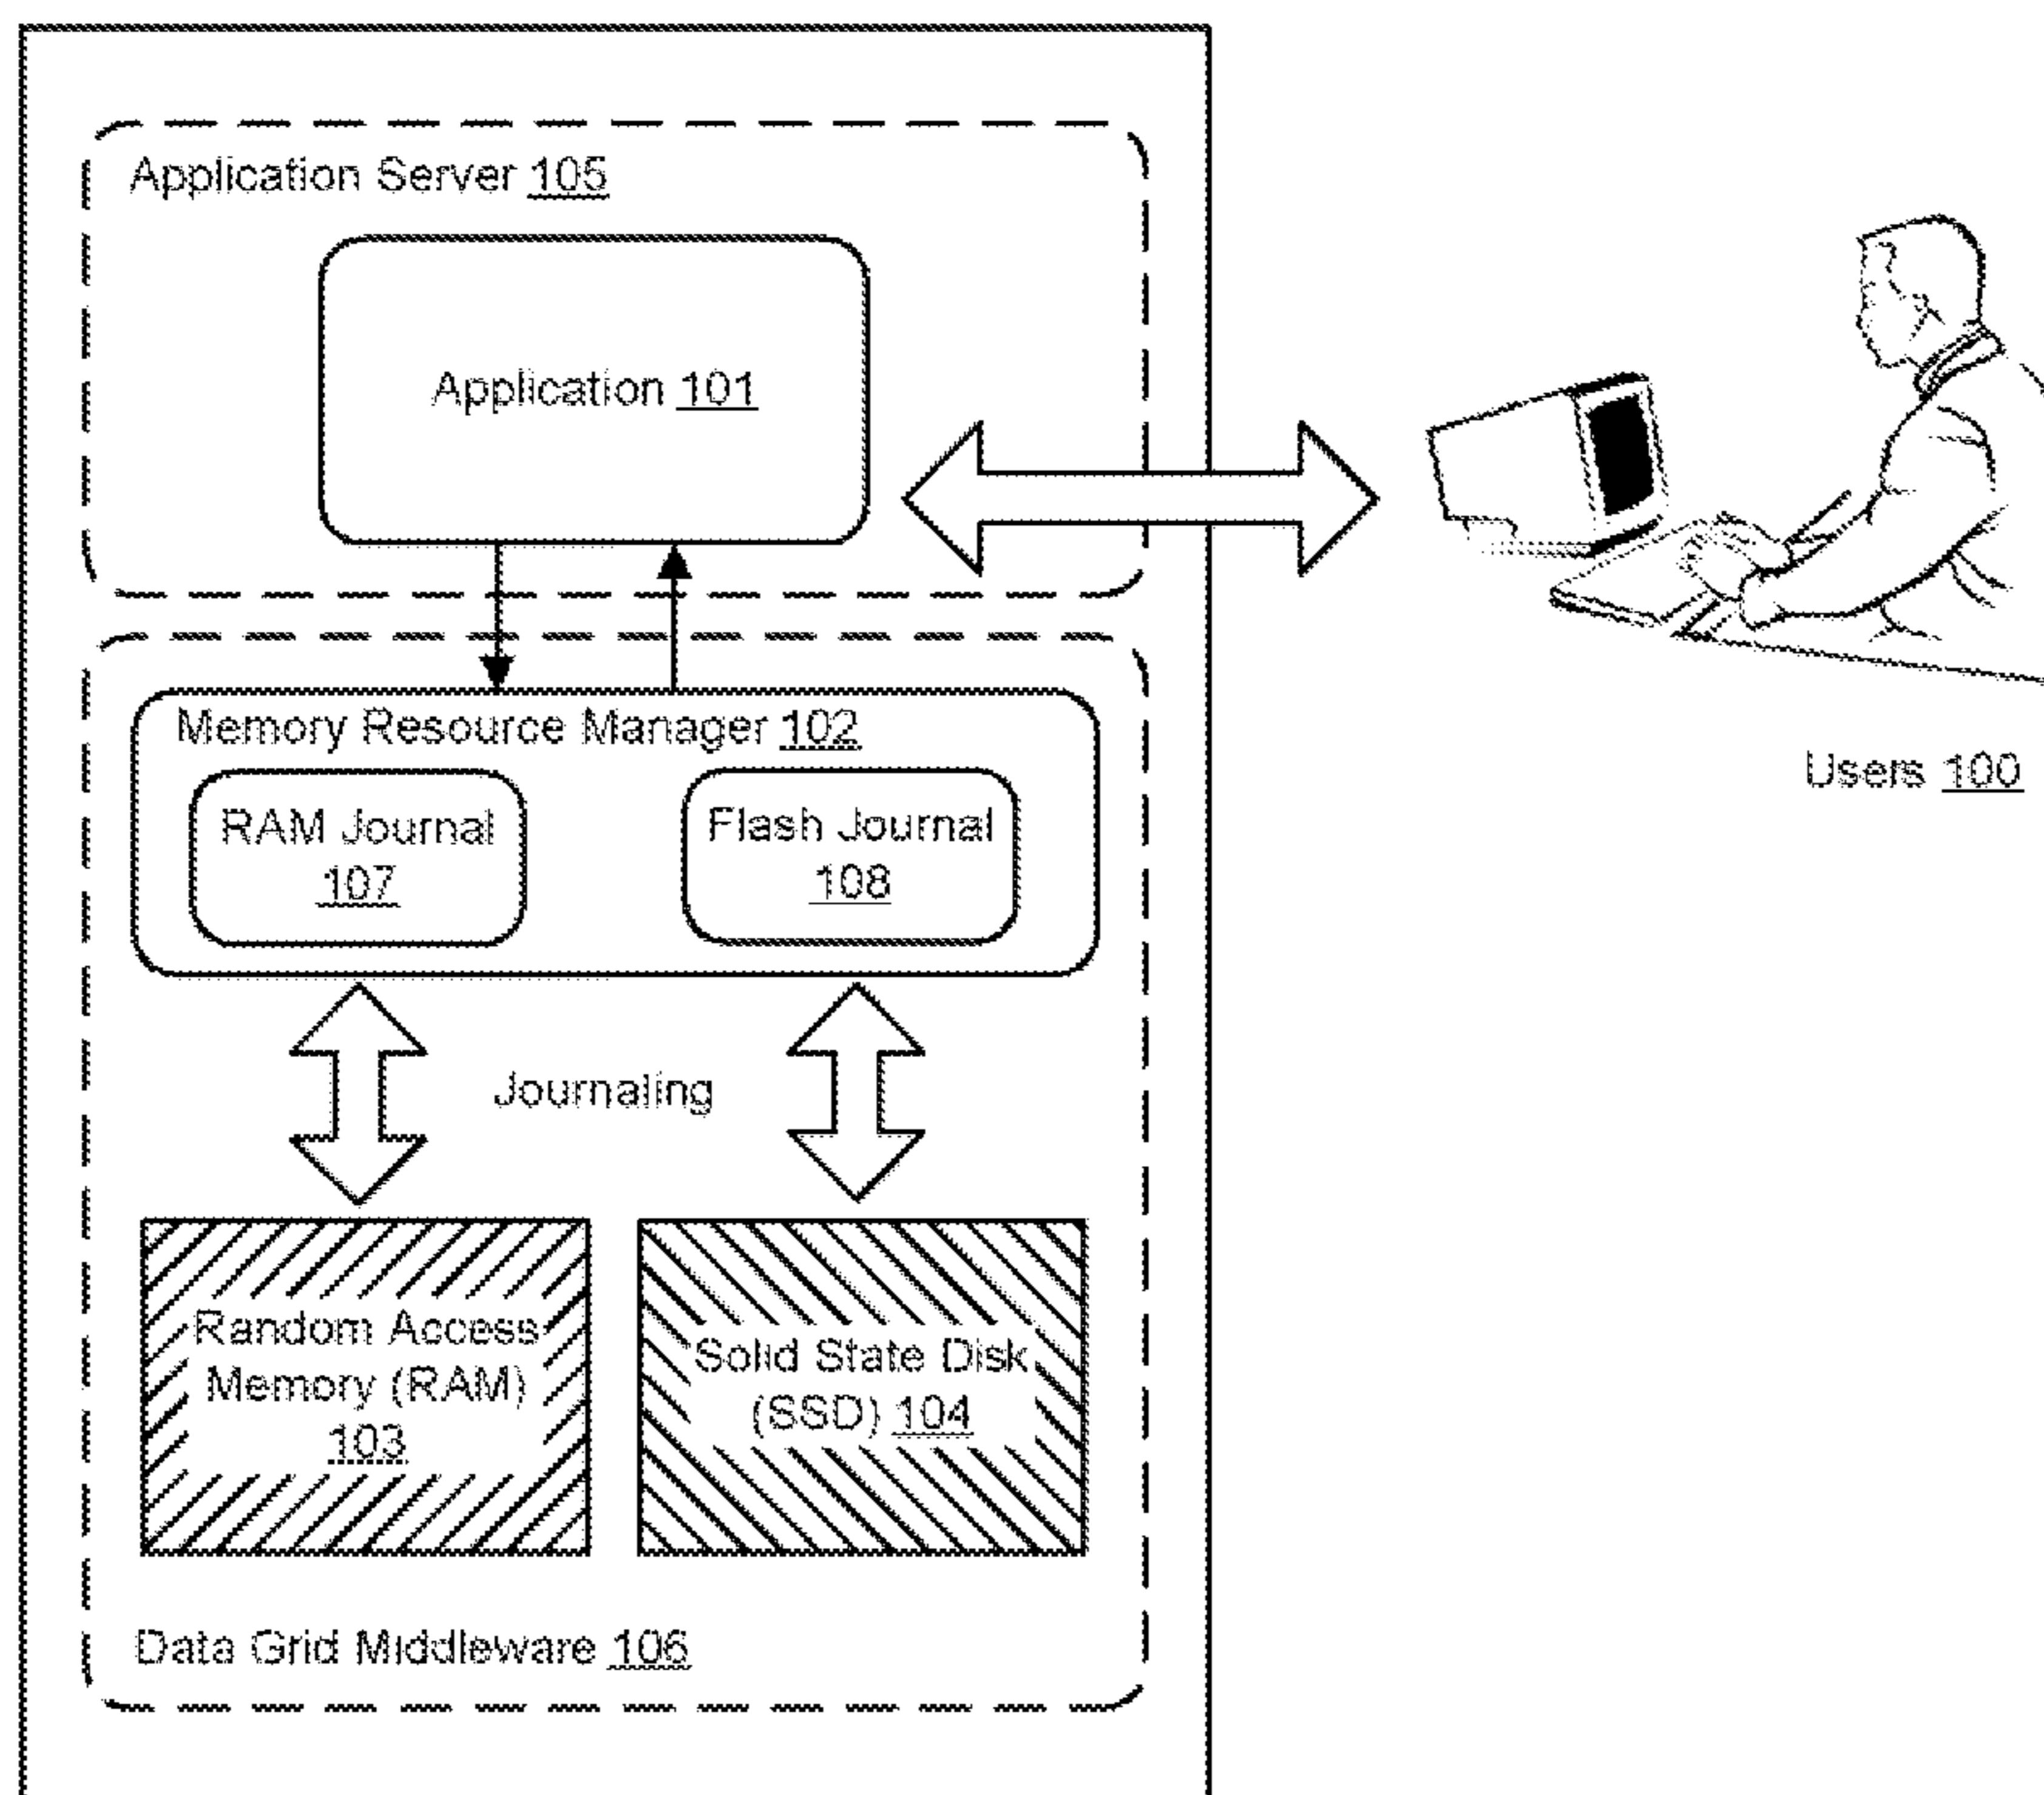 Application Server 105
Application 101
Users 100
Memory Resource Manager 102
RAM Journal
107
Flash Journal
108
Journaling
Random Access
Memory (RAM)
103
Solid State Disk
(SSD) 104
Data Grid Middleware 106